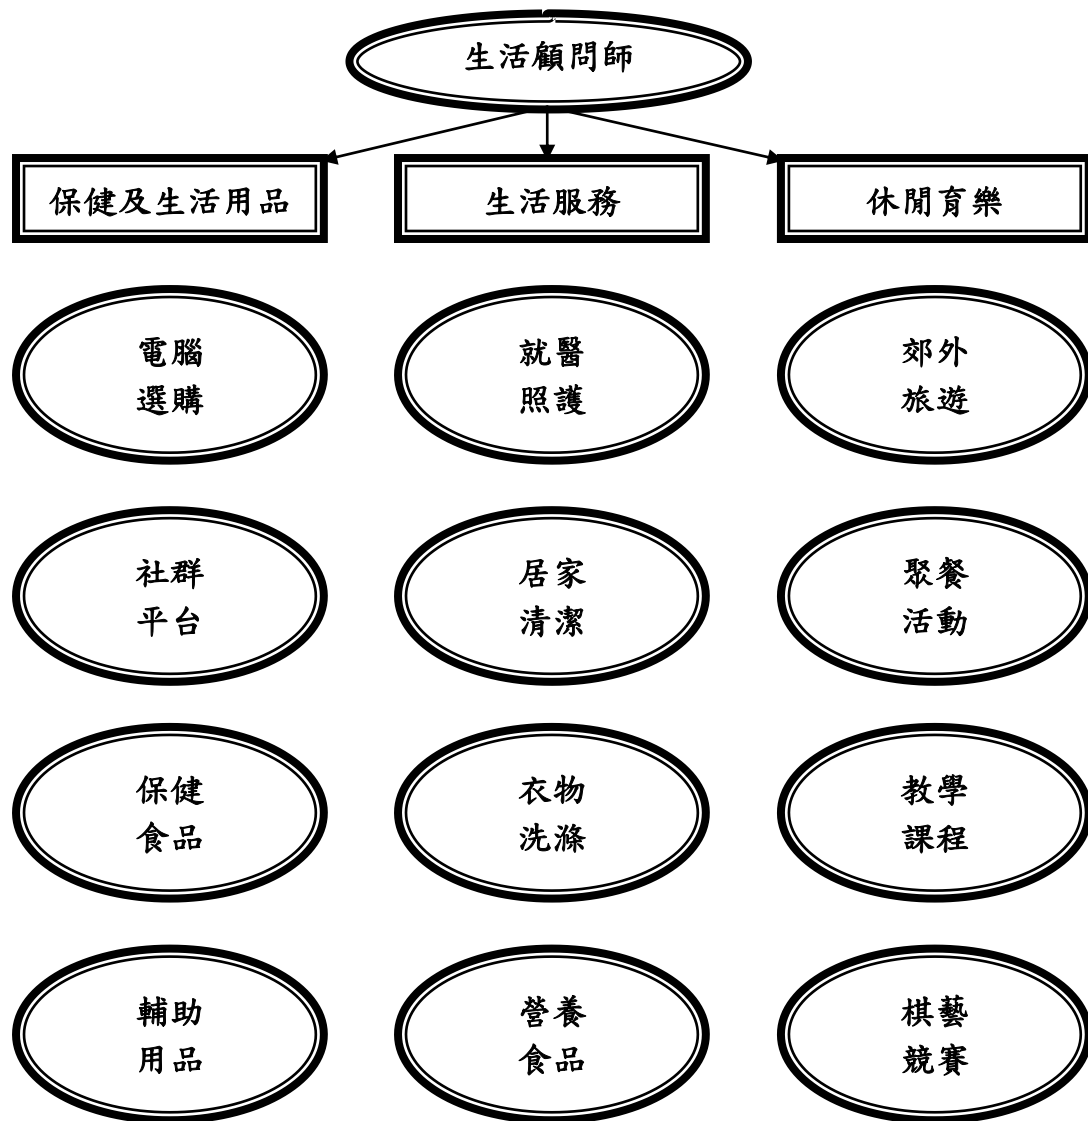 生活顧問師
保健及生活用品
生活服務
休閒育樂
電腦
選購
就醫
照護
郊外
旅遊
社群
平台
居家
清潔
聚餐
活動
保健
食品
衣物
洗滌
教學
課程
輔助
用品
營養
食品
棋藝
競賽